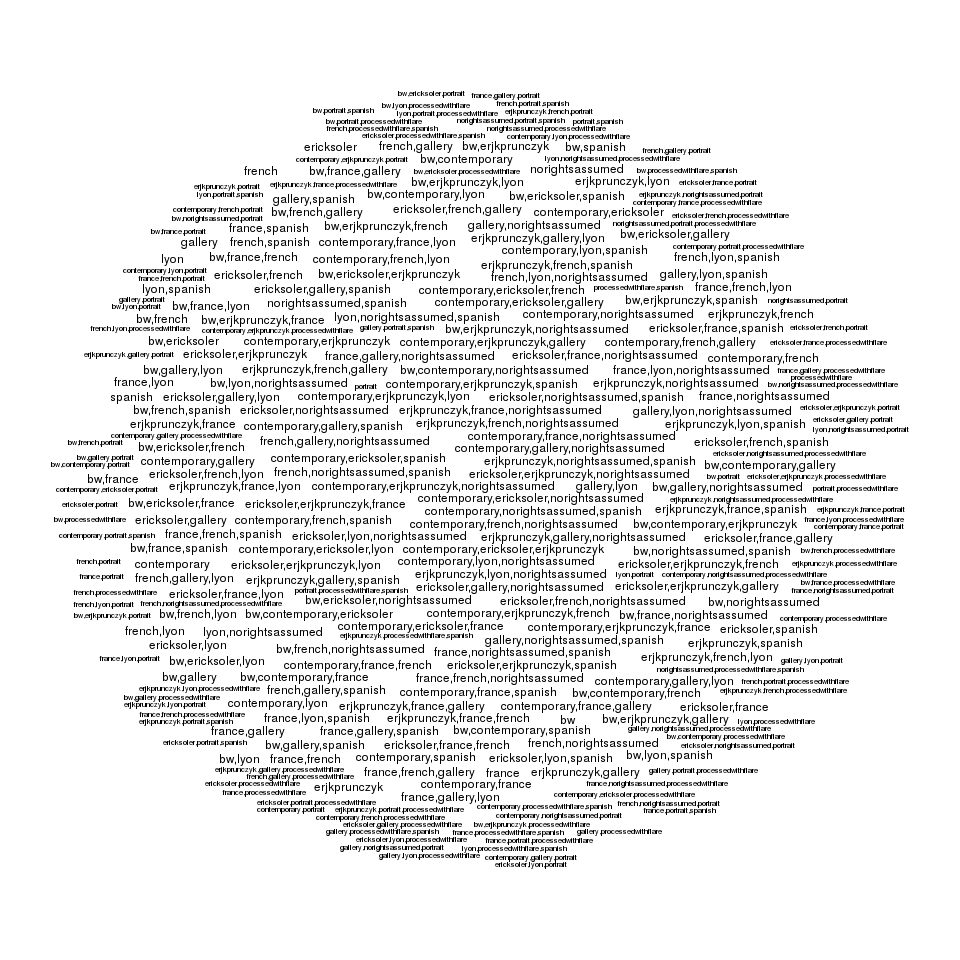 bw,ericksoler,portrait
france,gallery,portrait
french,portrait,spanish
bw,lyon,processedwithflare
bw,portrait,spanish
lyon,portrait,processedwithflare
erjkprunczyk,french,portrait
bw,portrait,processedwithflare
norightsassumed,portrait,spanish
portrait,spanish
french,processedwithflare,spanish
norightsassumed,portrait,processedwithflare
ericksoler,processedwithflare,spanish
contemporary,lyon,processedwithflare
ericksoler
french,gallery
bw,erjkprunczyk
bw,spanish
french,gallery,portrait
contemporary,erjkprunczyk,portrait
bw,contemporary
lyon,norightsassumed,processedwithflare
french
bw,france,gallery
bw,ericksoler,processedwithflare
norightsassumed
bw,processedwithflare,spanish
erjkprunczyk,portrait
erjkprunczyk,france,processedwithflare
bw,erjkprunczyk,lyon
erjkprunczyk,lyon
ericksoler,france,portrait
lyon,portrait,spanish
gallery,spanish
bw,contemporary,lyon
bw,ericksoler,spanish
erjkprunczyk,norightsassumed,portrait
contemporary,france,processedwithflare
contemporary,french,portrait
bw,french,gallery
ericksoler,french,gallery
contemporary,ericksoler
ericksoler,french,processedwithflare
bw,norightsassumed,portrait
france,spanish
bw,erjkprunczyk,french
gallery,norightsassumed
norightsassumed,portrait,processedwithflare
bw,france,portrait
bw,ericksoler,gallery
gallery
french,spanish
contemporary,france,lyon
erjkprunczyk,gallery,lyon
contemporary,portrait,processedwithflare
contemporary,lyon,spanish
lyon
bw,france,french
contemporary,french,lyon
erjkprunczyk,french,spanish
french,lyon,spanish
contemporary,lyon,portrait
france,french,portrait
ericksoler,french
bw,ericksoler,erjkprunczyk
french,lyon,norightsassumed
gallery,lyon,spanish
lyon,spanish
ericksoler,gallery,spanish
contemporary,ericksoler,french
processedwithflare,spanish
france,french,lyon
gallery,portrait
bw,lyon,portrait
bw,france,lyon
norightsassumed,spanish
contemporary,ericksoler,gallery
bw,erjkprunczyk,spanish
norightsassumed,portrait
bw,french
bw,erjkprunczyk,france
lyon,norightsassumed,spanish
contemporary,norightsassumed
erjkprunczyk,french
french,lyon,processedwithflare
contemporary,erjkprunczyk,processedwithflare
gallery,portrait,spanish
bw,erjkprunczyk,norightsassumed
ericksoler,france,spanish
ericksoler,french,portrait
bw,ericksoler
contemporary,erjkprunczyk
contemporary,erjkprunczyk,gallery
contemporary,french,gallery
ericksoler,france,processedwithflare
erjkprunczyk,gallery,portrait
ericksoler,erjkprunczyk
france,gallery,norightsassumed
ericksoler,france,norightsassumed
contemporary,french
bw,gallery,lyon
erjkprunczyk,french,gallery
bw,contemporary,norightsassumed
france,lyon,norightsassumed
france,gallery,processedwithflare
processedwithflare
france,lyon
bw,lyon,norightsassumed
portrait
contemporary,erjkprunczyk,spanish
erjkprunczyk,norightsassumed
bw,norightsassumed,processedwithflare
spanish
ericksoler,gallery,lyon
contemporary,erjkprunczyk,lyon
ericksoler,norightsassumed,spanish
france,norightsassumed
bw,french,spanish
ericksoler,norightsassumed
erjkprunczyk,france,norightsassumed
gallery,lyon,norightsassumed
ericksoler,erjkprunczyk,portrait
erjkprunczyk,france
contemporary,gallery,spanish
erjkprunczyk,french,norightsassumed
erjkprunczyk,lyon,spanish
ericksoler,gallery,portrait
lyon,norightsassumed,portrait
contemporary,gallery,processedwithflare
bw,french,portrait
bw,ericksoler,french
french,gallery,norightsassumed
contemporary,france,norightsassumed
ericksoler,french,spanish
contemporary,gallery,norightsassumed
ericksoler,norightsassumed,processedwithflare
bw,gallery,portrait
bw,contemporary,portrait
contemporary,gallery
contemporary,ericksoler,spanish
erjkprunczyk,norightsassumed,spanish
bw,contemporary,gallery
bw,france
ericksoler,french,lyon
french,norightsassumed,spanish
bw,portrait
ericksoler,erjkprunczyk,processedwithflare
contemporary,ericksoler,portrait
erjkprunczyk,france,lyon
contemporary,erjkprunczyk,norightsassumed
gallery,lyon
bw,gallery,norightsassumed
portrait,processedwithflare
ericksoler,portrait
bw,ericksoler,france
ericksoler,erjkprunczyk,france
contemporary,ericksoler,norightsassumed
erjkprunczyk,norightsassumed,processedwithflare
contemporary,norightsassumed,spanish
erjkprunczyk,france,spanish
erjkprunczyk,france,portrait
bw,processedwithflare
ericksoler,gallery
contemporary,french,spanish
contemporary,french,norightsassumed
bw,contemporary,erjkprunczyk
france,lyon,processedwithflare
contemporary,france,portrait
contemporary,portrait,spanish
france,french,spanish
ericksoler,lyon,norightsassumed
erjkprunczyk,gallery,norightsassumed
ericksoler,france,gallery
bw,france,spanish
contemporary,ericksoler,lyon
contemporary,ericksoler,erjkprunczyk
bw,norightsassumed,spanish
bw,french,processedwithflare
french,portrait
contemporary
ericksoler,erjkprunczyk,lyon
contemporary,lyon,norightsassumed
ericksoler,erjkprunczyk,french
erjkprunczyk,processedwithflare
france,portrait
french,gallery,lyon
erjkprunczyk,gallery,spanish
erjkprunczyk,lyon,norightsassumed
lyon,portrait
contemporary,norightsassumed,processedwithflare
bw,france,processedwithflare
french,processedwithflare
ericksoler,france,lyon
portrait,processedwithflare,spanish
ericksoler,gallery,norightsassumed
ericksoler,erjkprunczyk,gallery
france,norightsassumed,portrait
french,lyon,portrait
french,norightsassumed,processedwithflare
bw,ericksoler,norightsassumed
ericksoler,french,norightsassumed
bw,norightsassumed
bw,erjkprunczyk,portrait
bw,french,lyon
bw,contemporary,ericksoler
contemporary,erjkprunczyk,french
bw,france,norightsassumed
contemporary,processedwithflare
french,lyon
lyon,norightsassumed
contemporary,ericksoler,france
erjkprunczyk,processedwithflare,spanish
contemporary,erjkprunczyk,france
ericksoler,spanish
ericksoler,lyon
bw,french,norightsassumed
gallery,norightsassumed,spanish
france,norightsassumed,spanish
erjkprunczyk,spanish
france,lyon,portrait
bw,ericksoler,lyon
contemporary,france,french
ericksoler,erjkprunczyk,spanish
erjkprunczyk,french,lyon
gallery,lyon,portrait
norightsassumed,processedwithflare,spanish
bw,gallery
bw,contemporary,france
france,french,norightsassumed
contemporary,gallery,lyon
french,portrait,processedwithflare
erjkprunczyk,lyon,processedwithflare
bw,gallery,processedwithflare
french,gallery,spanish
contemporary,france,spanish
bw,contemporary,french
erjkprunczyk,french,processedwithflare
erjkprunczyk,lyon,portrait
contemporary,lyon
erjkprunczyk,france,gallery
contemporary,france,gallery
ericksoler,france
france,french,processedwithflare
erjkprunczyk,portrait,spanish
france,lyon,spanish
erjkprunczyk,france,french
bw
bw,erjkprunczyk,gallery
lyon,processedwithflare
france,gallery
france,gallery,spanish
bw,contemporary,spanish
gallery,norightsassumed,processedwithflare
bw,contemporary,processedwithflare
ericksoler,portrait,spanish
bw,gallery,spanish
ericksoler,france,french
french,norightsassumed
ericksoler,norightsassumed,portrait
bw,lyon
france,french
contemporary,spanish
ericksoler,lyon,spanish
bw,lyon,spanish
erjkprunczyk,gallery,processedwithflare
french,gallery,processedwithflare
france,french,gallery
france
erjkprunczyk,gallery
gallery,portrait,processedwithflare
ericksoler,processedwithflare
france,processedwithflare
erjkprunczyk
contemporary,france
france,norightsassumed,processedwithflare
france,gallery,lyon
contemporary,ericksoler,processedwithflare
ericksoler,portrait,processedwithflare
contemporary,portrait
erjkprunczyk,portrait,processedwithflare
contemporary,processedwithflare,spanish
french,norightsassumed,portrait
france,portrait,spanish
contemporary,french,processedwithflare
contemporary,norightsassumed,portrait
ericksoler,gallery,processedwithflare
bw,erjkprunczyk,processedwithflare
gallery,processedwithflare,spanish
france,processedwithflare,spanish
gallery,processedwithflare
ericksoler,lyon,processedwithflare
france,portrait,processedwithflare
gallery,norightsassumed,portrait
lyon,processedwithflare,spanish
gallery,lyon,processedwithflare
contemporary,gallery,portrait
ericksoler,lyon,portrait